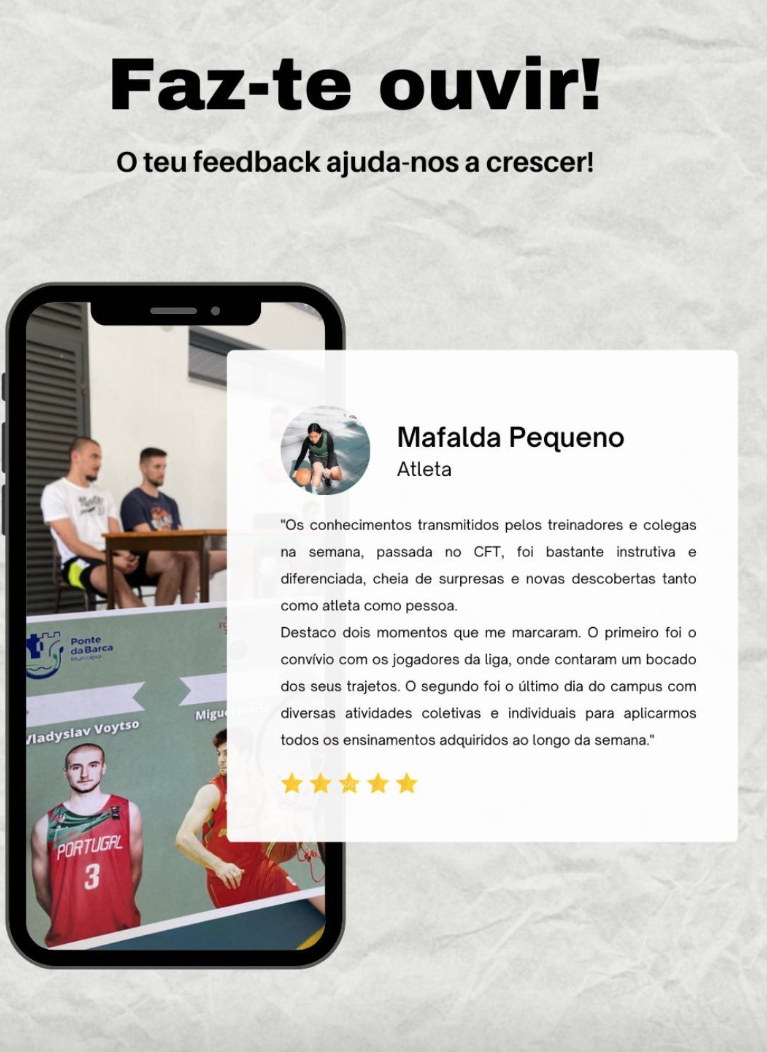 Faz-te ouvir!
O teu feedback ajuda-nos a crescer!
Mafalda Pequeno
Atleta
"Os conhecimentos transmitidos pelos treinadores e colegas
na semana, passada no CFT, foi bastante instrutiva e
diferenciada, cheia de surpresas e novas descobertas tanto
como atleta como pessoa.
Destaco dois momentos que me marcaram. O primeiro foi o
convívio com os jogadores da liga, onde contaram um bocado
dos seus trajetos. O segundo foi o último dia do campus com
diversas atividades coletivas e individuais para aplicarmos
todos os ensinamentos adquiridos ao longo da semana."
Ponte
da Barca
Município
Vladyslav Voytso
Miguel
PORTUGAL
3